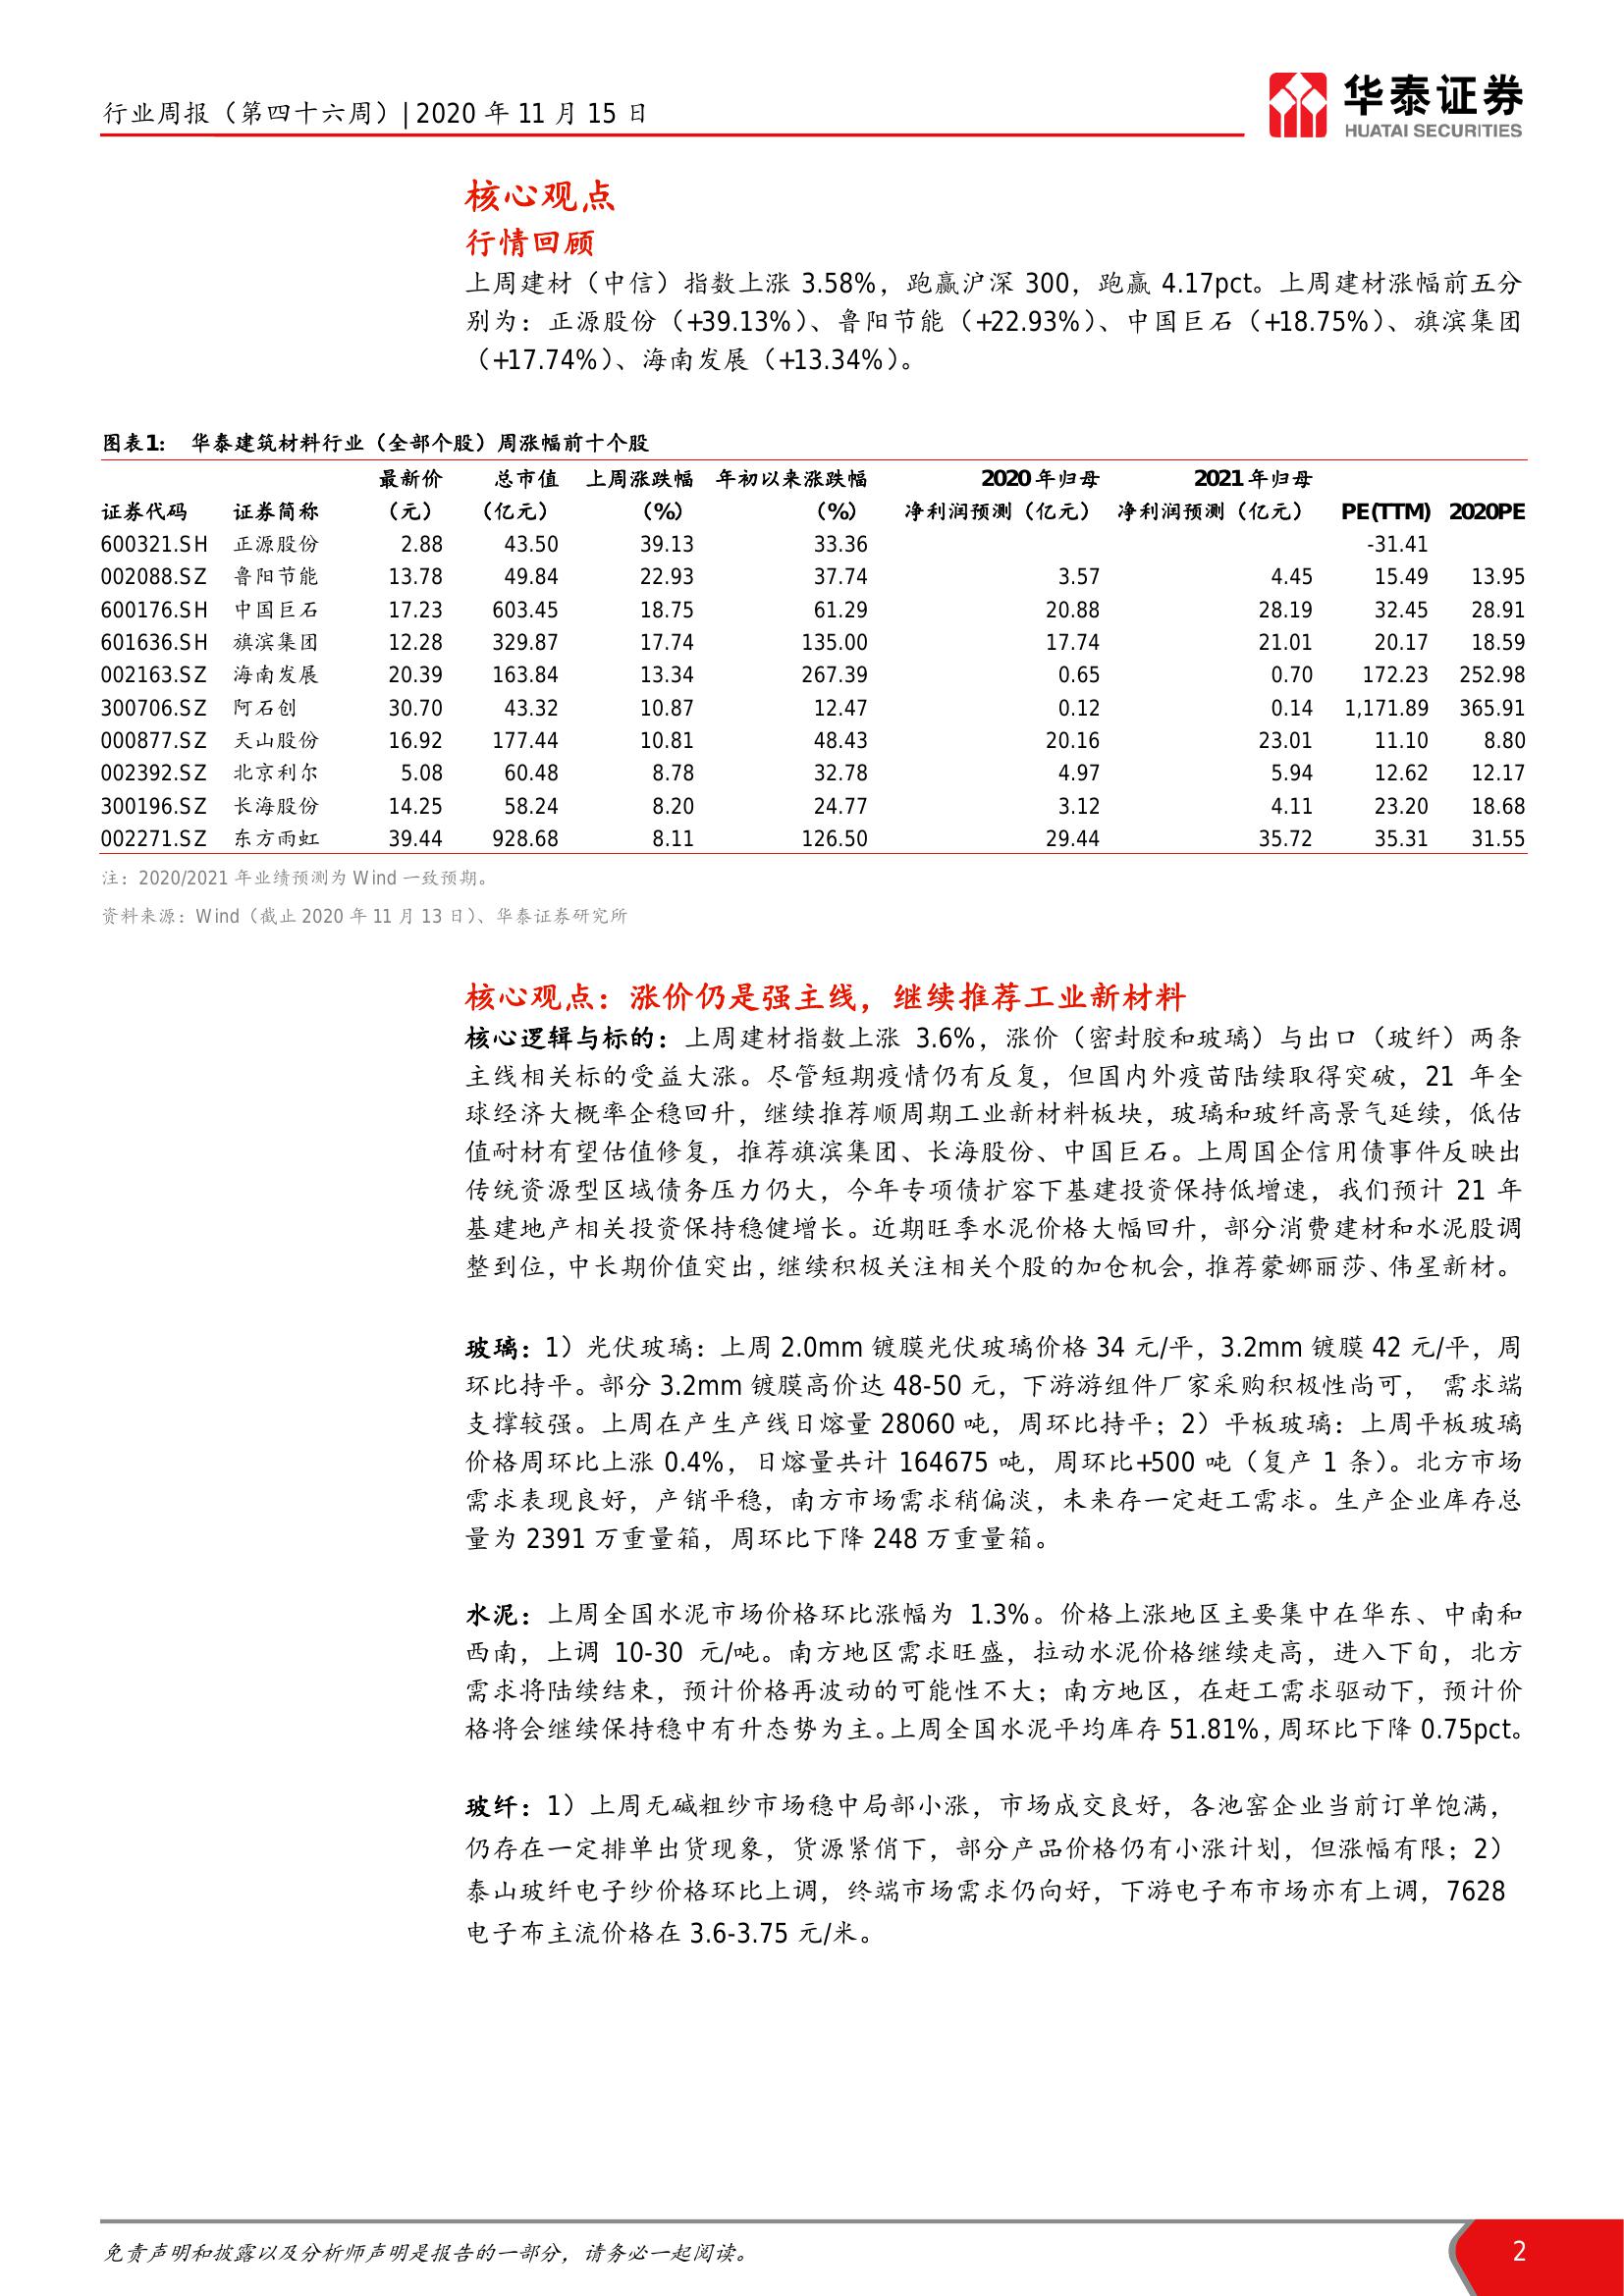 行业周报（第四十六周）| 2020 年 11 月 15 日
华泰证券
HUATAI SECURITIES
核心观点
行情回顾
上周建材（中信）指数上涨 3.58%，跑赢沪深 300，跑赢 4.17pct。上周建材涨幅前五分
别为：正源股份（+39.13%）、鲁阳节能（+22.93%）、中国巨石（+18.75%）、旗滨集团
（+17.74%）、海南发展（+13.34%）。
图表1: 华泰建筑材料行业（全部个股）周涨幅前十个股
最新价 总市值 上周涨跌幅 年初以来涨跌幅 2020 年归母 2021 年归母
证券代码 证券简称 （元） （亿元） （%） （%） 净利润预测（亿元） 净利润预测（亿元） PE(TTM) 2020PE
600321.SH 正源股份 2.88 43.50 39.13 33.36 -31.41
002088.SZ 鲁阳节能 13.78 49.84 22.93 37.74 3.57 4.45 15.49 13.95
600176.SH 中国巨石 17.23 603.45 18.75 61.29 20.88 28.19 32.45 28.91
601636.SH 旗滨集团 12.28 329.87 17.74 135.00 17.74 21.01 20.17 18.59
002163.SZ 海南发展 20.39 163.84 13.34 267.39 0.65 0.70 172.23 252.98
300706.SZ 阿石创 30.70 43.32 10.87 12.47 0.12 0.14 1,171.89 365.91
000877.SZ 天山股份 16.92 177.44 10.81 48.43 20.16 23.01 11.10 8.80
002392.SZ 北京利尔 5.08 60.48 8.78 32.78 4.97 5.94 12.62 12.17
300196.SZ 长海股份 14.25 58.24 8.20 24.77 3.12 4.11 23.20 18.68
002271.SZ 东方雨虹 39.44 928.68 8.11 126.50 29.44 35.72 35.31 31.55
注：2020/2021 年业绩预测为 Wind 一致预期。
资料来源：Wind（截止 2020 年 11 月 13 日）、华泰证券研究所
核心观点：涨价仍是强主线，继续推荐工业新材料
核心逻辑与标的：上周建材指数上涨 3.6%，涨价（密封胶和玻璃）与出口（玻纤）两条
主线相关标的受益大涨。尽管短期疫情仍有反复，但国内外疫苗陆续取得突破，21 年全
球经济大概率企稳回升，继续推荐顺周期工业新材料板块，玻璃和玻纤高景气延续，低估
值耐材有望估值修复，推荐旗滨集团、长海股份、中国巨石。上周国企信用债事件反映出
传统资源型区域债务压力仍大，今年专项债扩容下基建投资保持低增速，我们预计 21 年
基建地产相关投资保持稳健增长。近期旺季水泥价格大幅回升，部分消费建材和水泥股调
整到位，中长期价值突出，继续积极关注相关个股的加仓机会，推荐蒙娜丽莎、伟星新材。
玻璃：1）光伏玻璃：上周 2.0mm 镀膜光伏玻璃价格 34 元/平，3.2mm 镀膜 42 元/平，周
环比持平。部分 3.2mm 镀膜高价达 48-50 元，下游游组件厂家采购积极性尚可， 需求端
支撑较强。上周在产生产线日熔量 28060 吨，周环比持平；2）平板玻璃：上周平板玻璃
价格周环比上涨 0.4%，日熔量共计 164675 吨，周环比+500 吨（复产 1 条）。北方市场
需求表现良好，产销平稳，南方市场需求稍偏淡，未来存一定赶工需求。生产企业库存总
量为 2391 万重量箱，周环比下降 248 万重量箱。
水泥：上周全国水泥市场价格环比涨幅为 1.3%。价格上涨地区主要集中在华东、中南和
西南，上调 10-30 元/吨。南方地区需求旺盛，拉动水泥价格继续走高，进入下旬，北方
需求将陆续结束，预计价格再波动的可能性不大；南方地区，在赶工需求驱动下，预计价
格将会继续保持稳中有升态势为主。上周全国水泥平均库存 51.81%，周环比下降 0.75pct。
玻纤：1）上周无碱粗纱市场稳中局部小涨，市场成交良好，各池窑企业当前订单饱满，
仍存在一定排单出货现象，货源紧俏下，部分产品价格仍有小涨计划，但涨幅有限；2）
泰山玻纤电子纱价格环比上调，终端市场需求仍向好，下游电子布市场亦有上调，7628
电子布主流价格在 3.6-3.75 元/米。
免责声明和披露以及分析师声明是报告的一部分，请务必一起阅读。
2